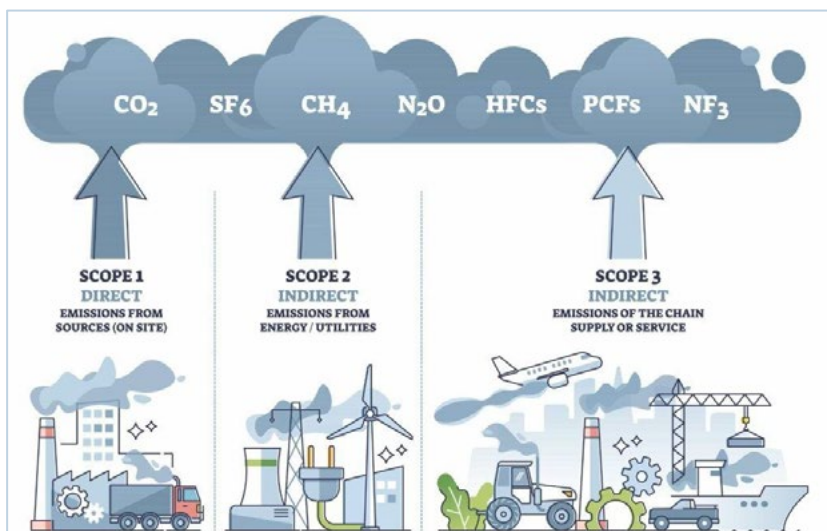 CO₂ SF₆ CH₄ N₂O HFCs PCFs NF₃
SCOPE 1
DIRECT
EMISSIONS FROM
SOURCES (ON SITE)
SCOPE 2
INDIRECT
EMISSIONS FROM
ENERGY / UTILITIES
SCOPE 3
INDIRECT
EMISSIONS OF THE CHAIN
SUPPLY OR SERVICE